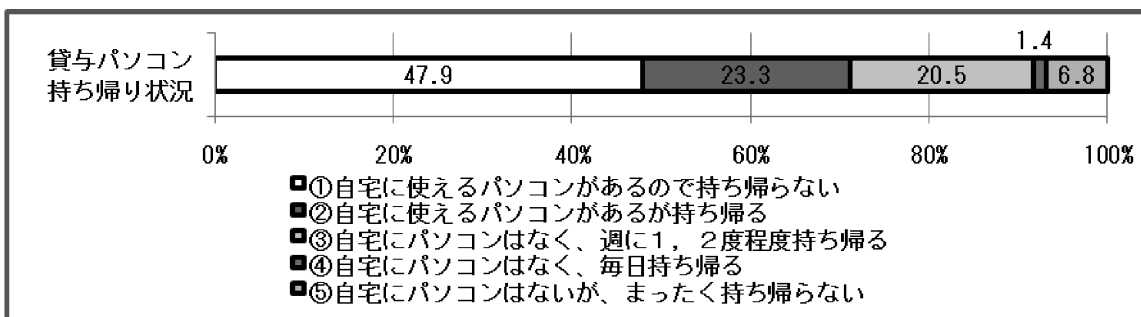 1.4
貸与パソコン
持ち帰り状況
47.9 23.3 20.5 6.8
0% 20% 40% 60% 80% 100%
①自宅に使えるパソコンがあるので持ち帰らない
②自宅に使えるパソコンがあるが持ち帰る
③自宅にパソコンはなく、週に１，２度程度持ち帰る
④自宅にパソコンはなく、毎日持ち帰る
⑤自宅にパソコンはないが、まったく持ち帰らない